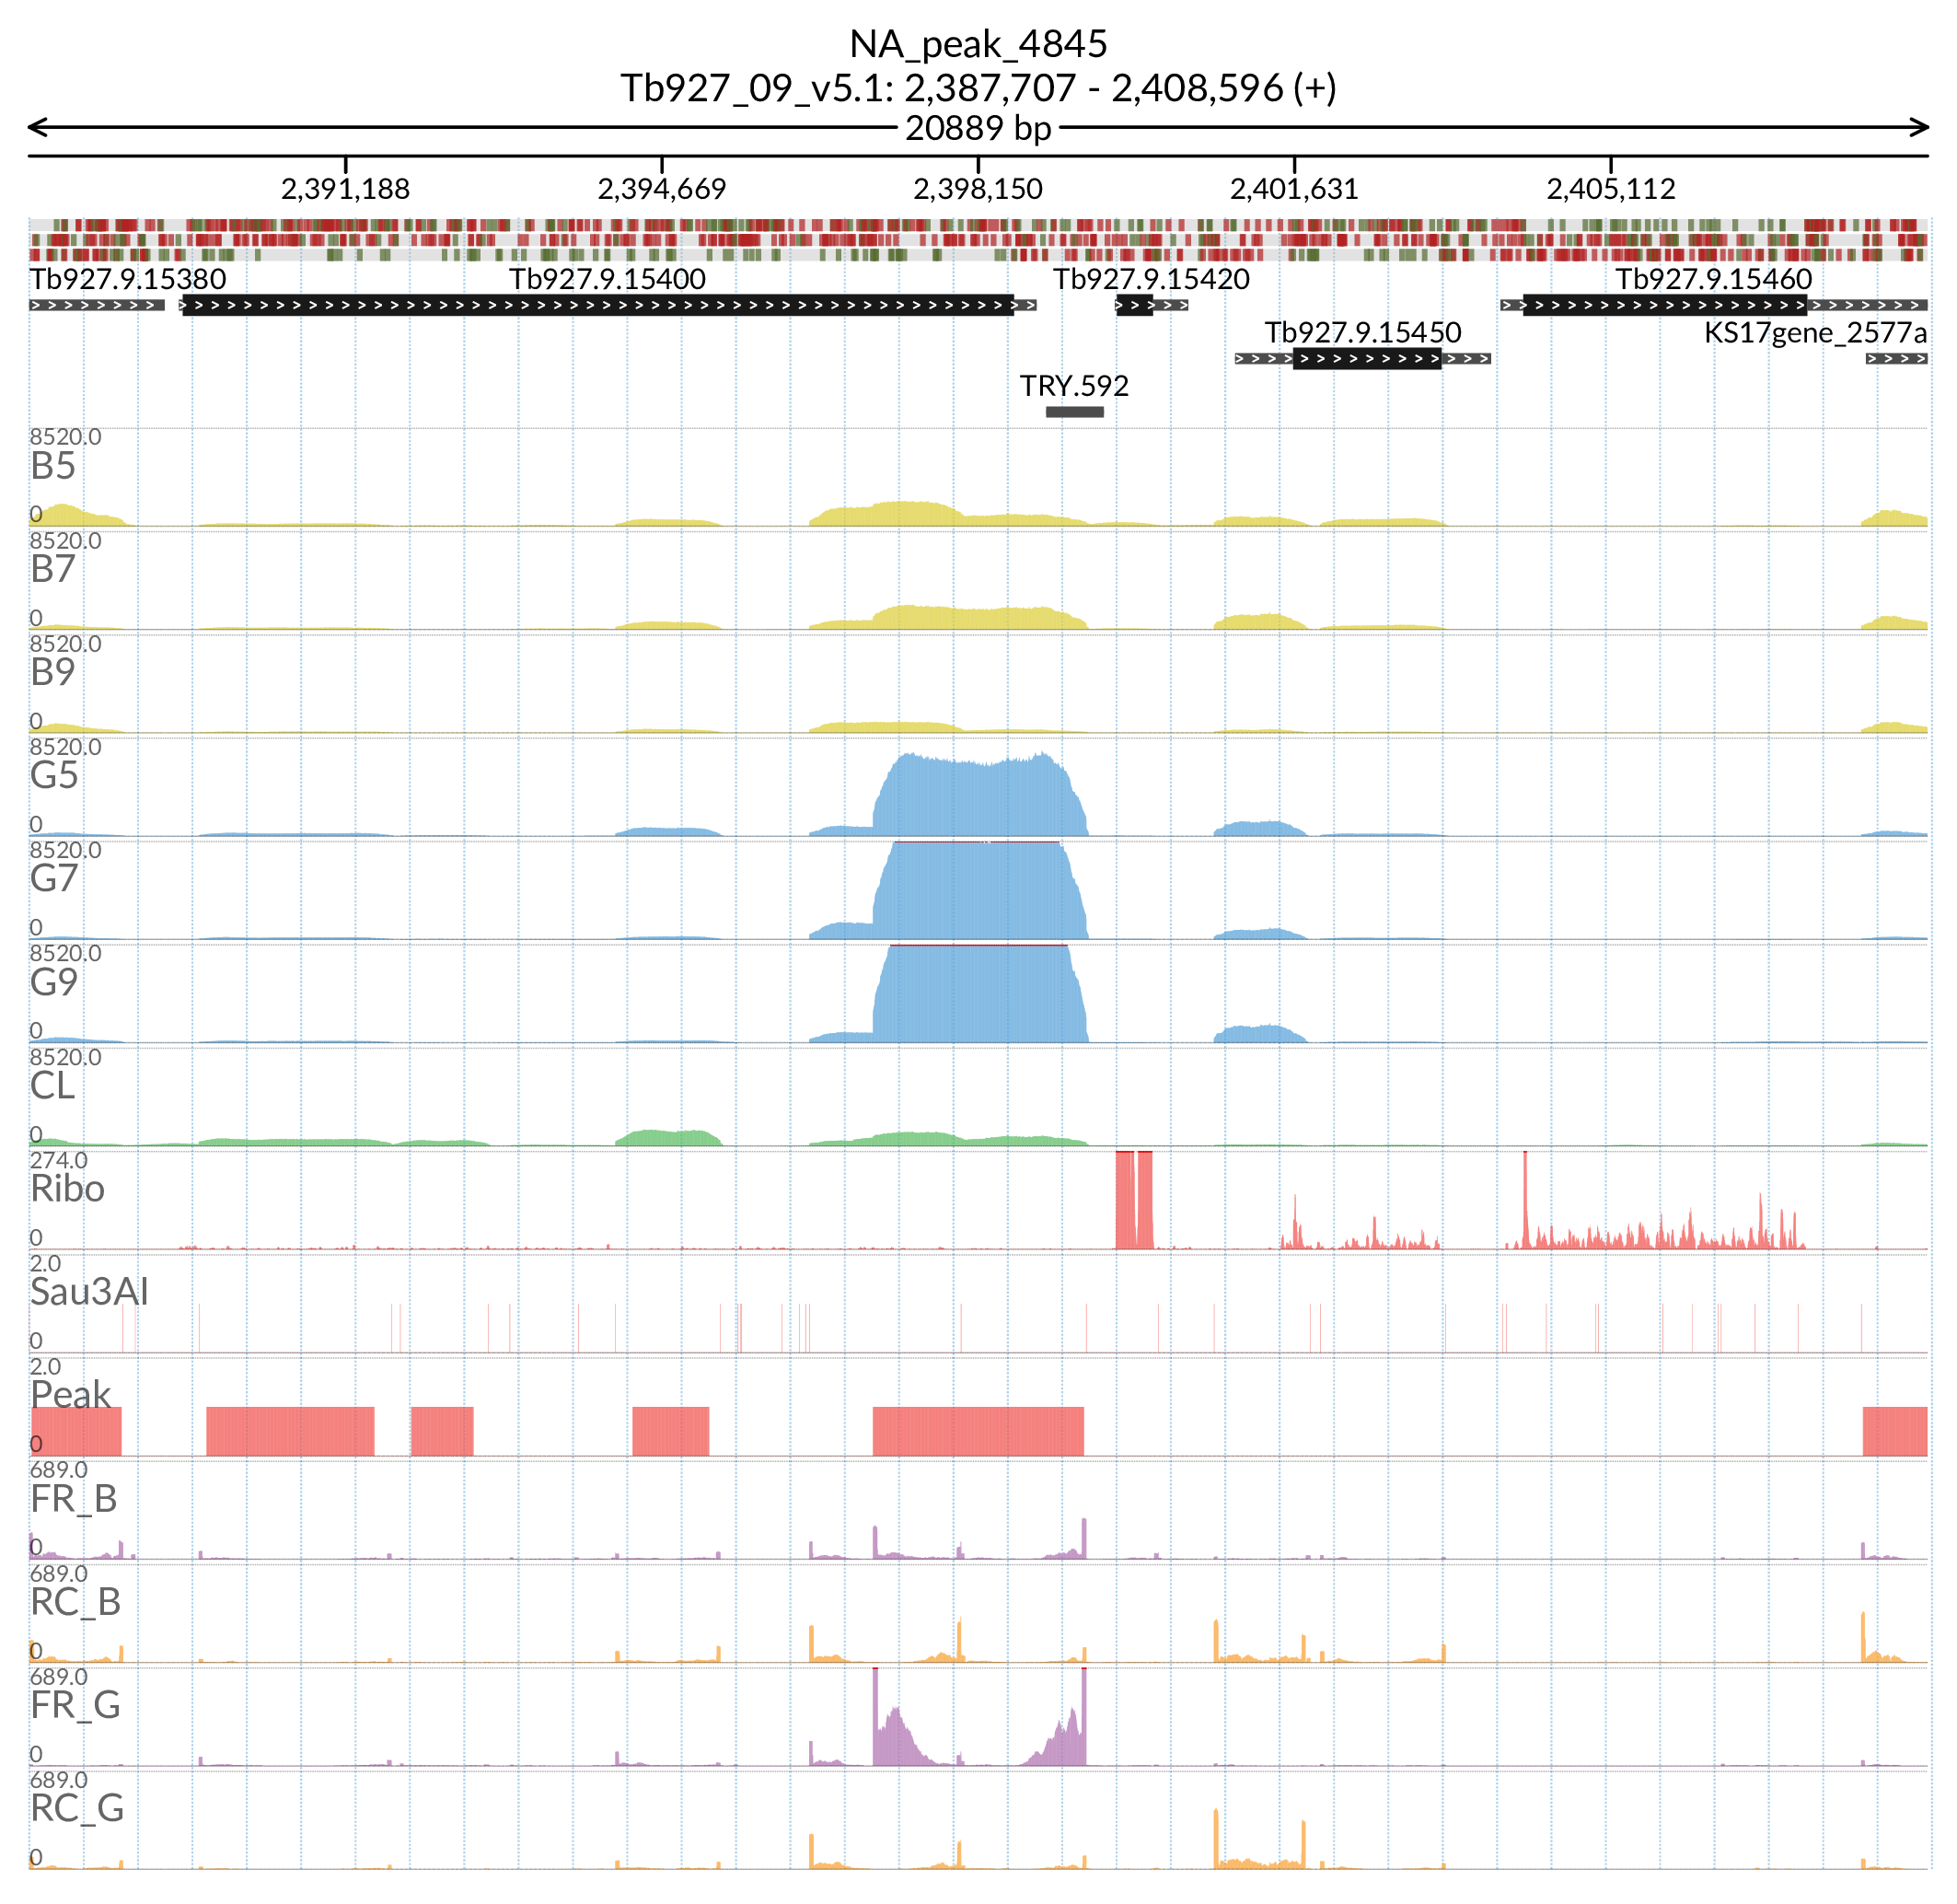 NA_peak_4845
Tb927_09_v5.1: 2,387,707 - 2,408,596 (+)
20889 bp
2,391,188 2,394,669 2,398,150 2,401,631 2,405,112
Tb927.9.15380 Tb927.9.15400 Tb927.9.15420 Tb927.9.15460
Tb927.9.15450 KS17gene_2577a
TRY.592
8520.0
B5
0
8520.0
B7
0
8520.0
B9
0
8520.0
G5
0
8520.0
G7
0
8520.0
G9
0
8520.0
CL
0
274.0
Ribo
0
2.0
Sau3AI
0
2.0
Peak
0
689.0
FR_B
0
689.0
RC_B
0
689.0
FR_G
0
689.0
RC_G
0